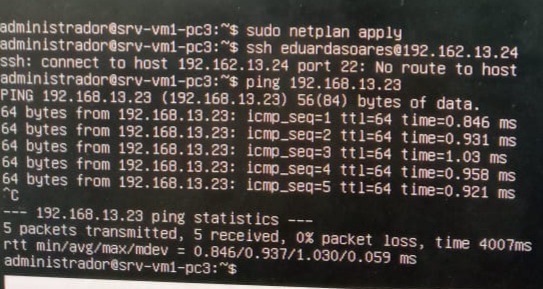 administrador@srv-vm1-pc3:~$ sudo netplan apply
administrador@srv-vm1-pc3:~$ ssh eduardasoares@192.162.13.24
ssh: connect to host 192.162.13.24 port 22: No route to host
administrador@srv-vm1-pc3:~$ ping 192.168.13.23
PING 192.168.13.23 (192.168.13.23) 56(84) bytes of data.
64 bytes from 192.168.13.23: icmp_seq=1 ttl=64 time=0.846 ms
64 bytes from 192.168.13.23: icmp_seq=2 ttl=64 time=0.931 ms
64 bytes from 192.168.13.23: icmp_seq=3 ttl=64 time=1.03 ms
64 bytes from 192.168.13.23: icmp_seq=4 ttl=64 time=0.958 ms
64 bytes from 192.168.13.23: icmp_seq=5 ttl=64 time=0.921 ms
^C
--- 192.168.13.23 ping statistics ---
5 packets transmitted, 5 received, 0% packet loss, time 4007ms
rtt min/avg/max/mdev = 0.846/0.937/1.030/0.059 ms
administrador@srv-vm1-pc3:~$